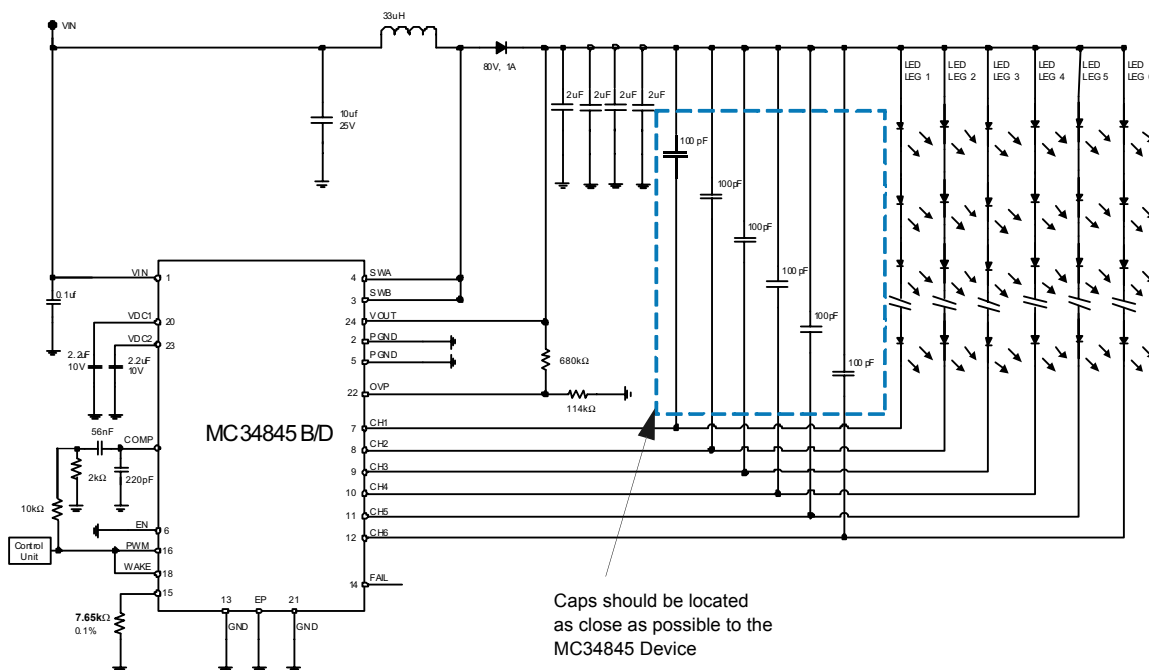 VIN
33uH
80V, 1A
10uf
25V
2uF
2uF
2uF
2uF
100 pF
100pF
100pF
100pF
100pF
100 pF
LED
LEG 1
LED
LEG 2
LED
LEG 3
LED
LEG 4
LED
LEG 5
LED
VIN
1
0.1uf
VDC1
20
VDC2
23
2.2uF
10V
2.2uF
10V
56nF
COMP
2kΩ
220pF
10kΩ
EN
6
Control
Unit
PWM
16
WAKE
18
15
7.65kΩ
0.1%
MC34845 B/D
13
EP
21
GND
GND
4
SWA
3
SWB
24
VOUT
2
PGND
5
PGND
22
OVP
680kΩ
114kΩ
7
CH1
8
CH2
9
CH3
10
CH4
11
CH5
12
CH6
14
FAIL
Caps should be located
as close as possible to the
MC34845 Device